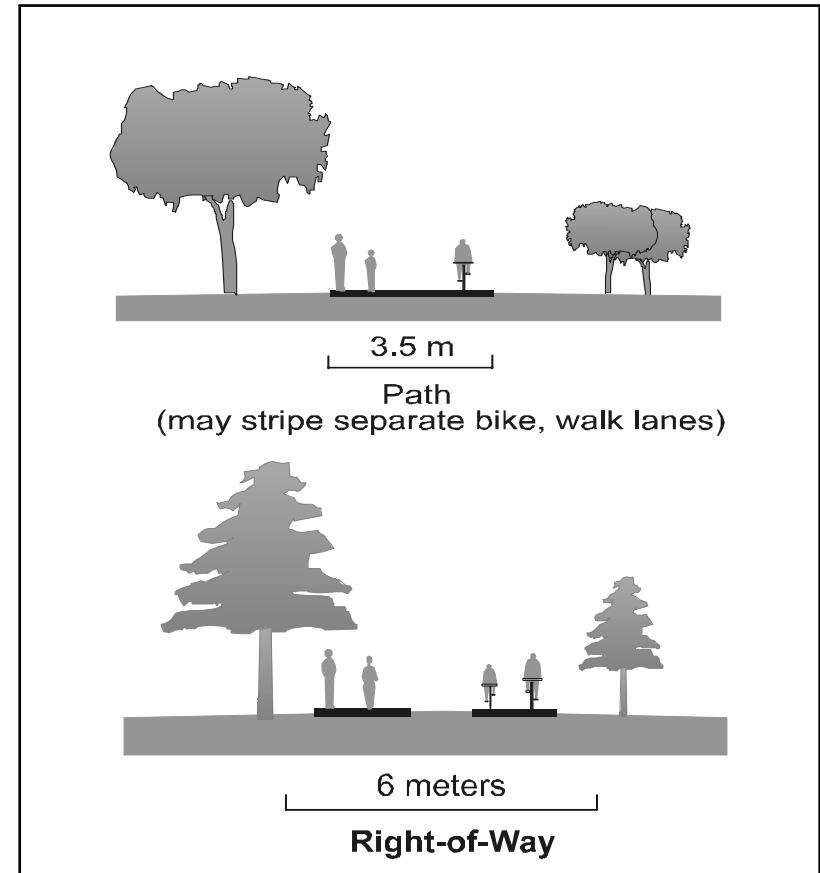 3.5 m
Path
(may stripe separate bike, walk lanes)
6 meters
Right-of-Way